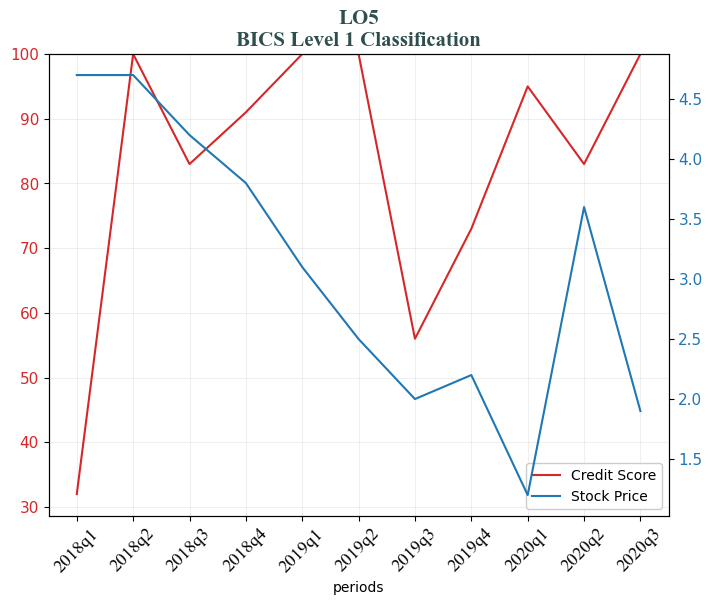 LO5
BICS Level 1 Classification
100
90
80
70
60
50
40
30
4.5
4.0
3.5
3.0
2.5
2.0
1.5
Credit Score
Stock Price
2018q1
2018q2
2018q3
2018q4
2019q1
2019q2
2019q3
2019q4
2020q1
2020q2
2020q3
periods